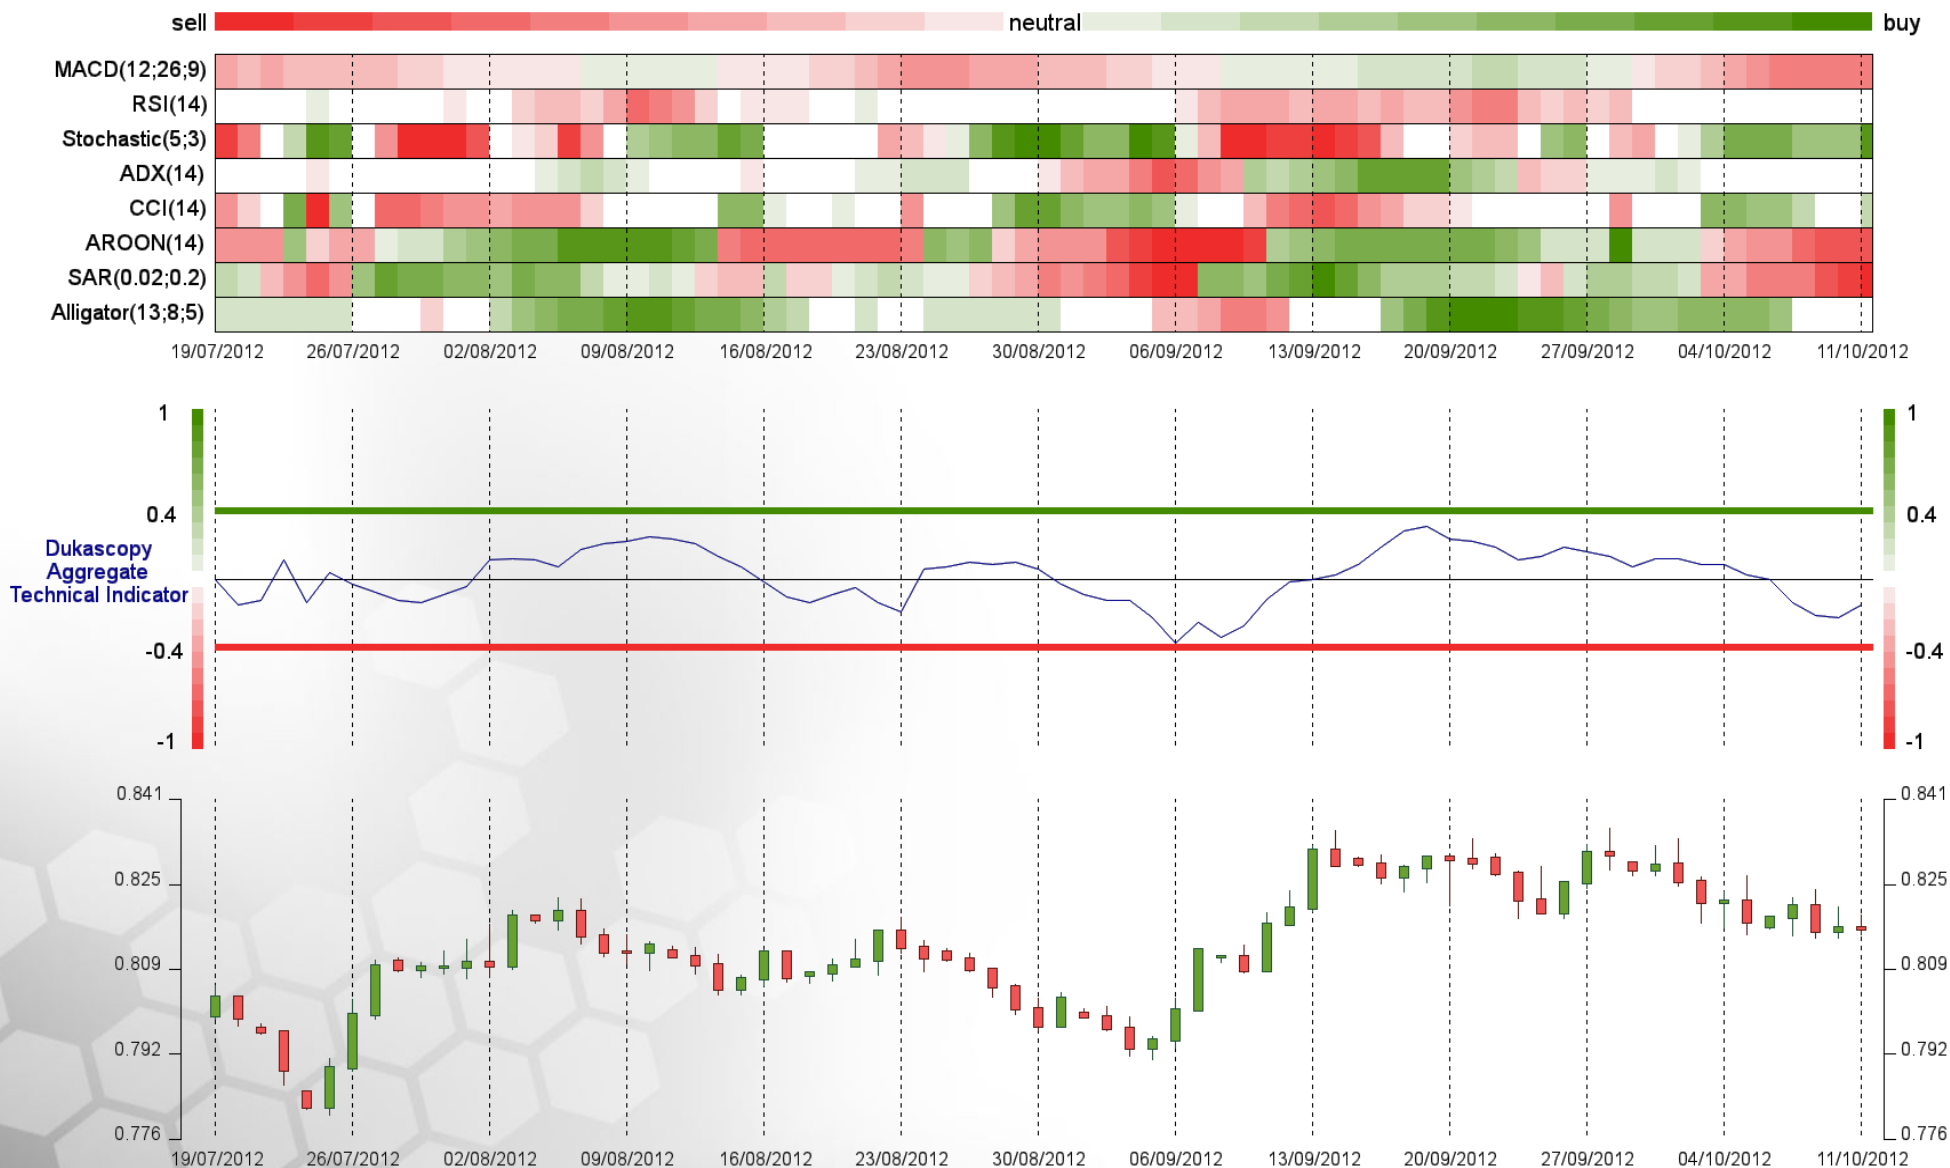 sell neutral buy
MACD(12;26;9)
RSI(14)
Stochastic(5;3)
ADX(14)
CCI(14)
AROON(14)
SAR(0.02;0.2)
Alligator(13;8;5)
19/07/2012 26/07/2012 02/08/2012 09/08/2012 16/08/2012 23/08/2012 30/08/2012 06/09/2012 13/09/2012 20/09/2012 27/09/2012 04/10/2012 11/10/2012
1 1
0.4 0.4
Dukascopy
Aggregate
Technical Indicator
-0.4 -0.4
-1 -1
0.841 0.841
0.825 0.825
0.809 0.809
0.792 0.792
0.776 0.776
19/07/2012 26/07/2012 02/08/2012 09/08/2012 16/08/2012 23/08/2012 30/08/2012 06/09/2012 13/09/2012 20/09/2012 27/09/2012 04/10/2012 11/10/2012